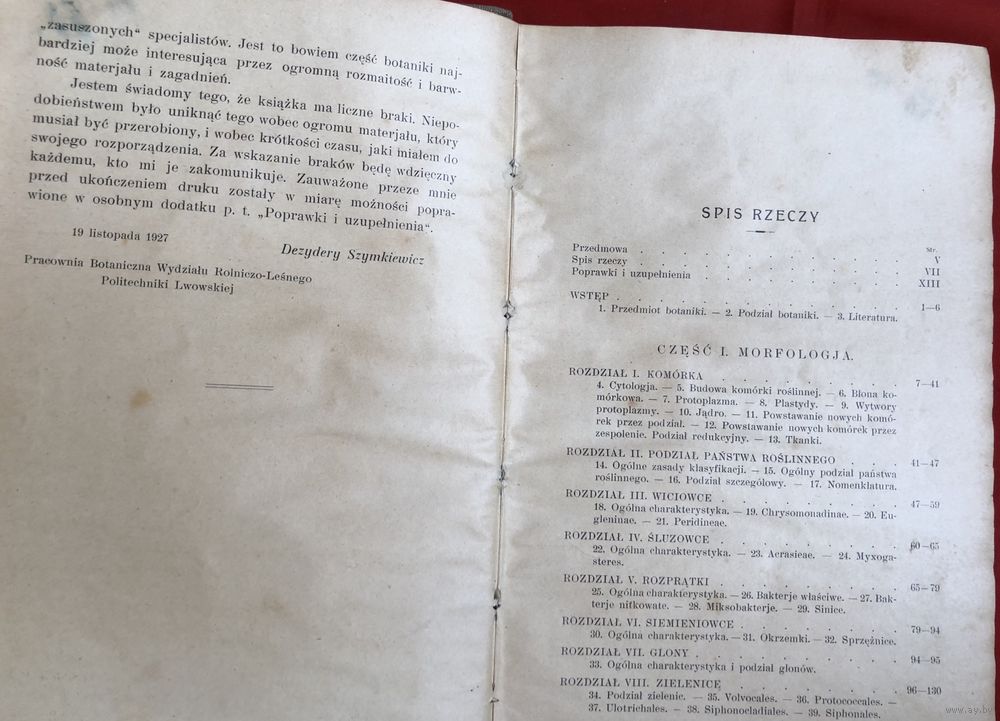 „zasuszonych“ specjalistów. Jest to bowiem część botaniki naj-
bardziej może interesująca przez ogromną rozmaitość i barw-
ność materjału i zagadnień.
Jestem świadomy tego, że książka ma liczne braki. Niepo-
dobieństwem było uniknąć tego wobec ogromu materjału, który
musiał być przerobiony, i wobec krótkości czasu, jaki miałem do
swojego rozporządzenia. Za wskazanie braków będę wdzięczny
każdemu, kto mi je zakomunikuje. Zauważone przeze mnie
przed ukończeniem druku zostały w miarę możności popra-
wione w osobnym dodatku p. t. „Poprawki i uzupełnienia“.
19 listopada 1927
Dezydery Szymkiewicz
Pracownia Botaniczna Wydziału Rolniczo-Leśnego
Politechniki Lwowskiej
SPIS RZECZY
Str.
Przedmowa . . . . . . . . . . V
Spis rzeczy . . . . . . . . . . VII
Poprawki i uzupełnienia . . . . . . . XIII
WSTĘP . . . . . . . . . . 1—6
1. Przedmiot botaniki. — 2. Podział botaniki. — 3. Literatura.
CZĘŚĆ I. MORFOLOGJA.
ROZDZIAŁ I. KOMÓRKA . . . . . . . 7—41
4. Cytologja. — 5. Budowa komórki roślinnej. — 6. Błona ko-
mórkowa. — 7. Protoplazma. — 8. Plastydy. — 9. Wytwory
protoplazmy. — 10. Jądro. — 11. Powstawanie nowych komó-
rek przez podział. — 12. Powstawanie nowych komórek przez
zespolenie. Podział redukcyjny. — 13. Tkanki.
ROZDZIAŁ II. PODZIAŁ PAŃSTWA ROŚLINNEGO . . . 41—47
14. Ogólne zasady klasyfikacji. — 15. Ogólny podział państwa
roślinnego. — 16. Podział szczegółowy. — 17. Nomenklatura.
ROZDZIAŁ III. WICIOWCE . . . . . . . 47—59
18. Ogólna charakterystyka. — 19. Chrysomonadinae. — 20. Eu-
gleninae. — 21. Peridineae.
ROZDZIAŁ IV. ŚLUZOWCE . . . . . . . 60—65
22. Ogólna charakterystyka. — 23. Acrasieae. — 24. Myxoga-
steres.
ROZDZIAŁ V. ROZPRĄTKI . . . . . . . 65—79
25. Ogólna charakterystyka. — 26. Bakterje właściwe. — 27. Bak-
terje nitkowate. — 28. Miksobakterje. — 29. Sinice.
ROZDZIAŁ VI. SIEMIENIOWCE . . . . . . 79—94
30. Ogólna charakterystyka. — 31. Okrzemki. — 32. Sprzężnice.
ROZDZIAŁ VII. GLONY . . . . . . . . 94—95
33. Ogólna charakterystyka i podział glonów.
ROZDZIAŁ VIII. ZIELENICE . . . . . . . 96—130
34. Podział zielenic. — 35. Volvocales. — 36. Protococcales. —
37. Ulotrichales. — 38. Siphonocladiales. — 39. Siphonales.
www.ay.by